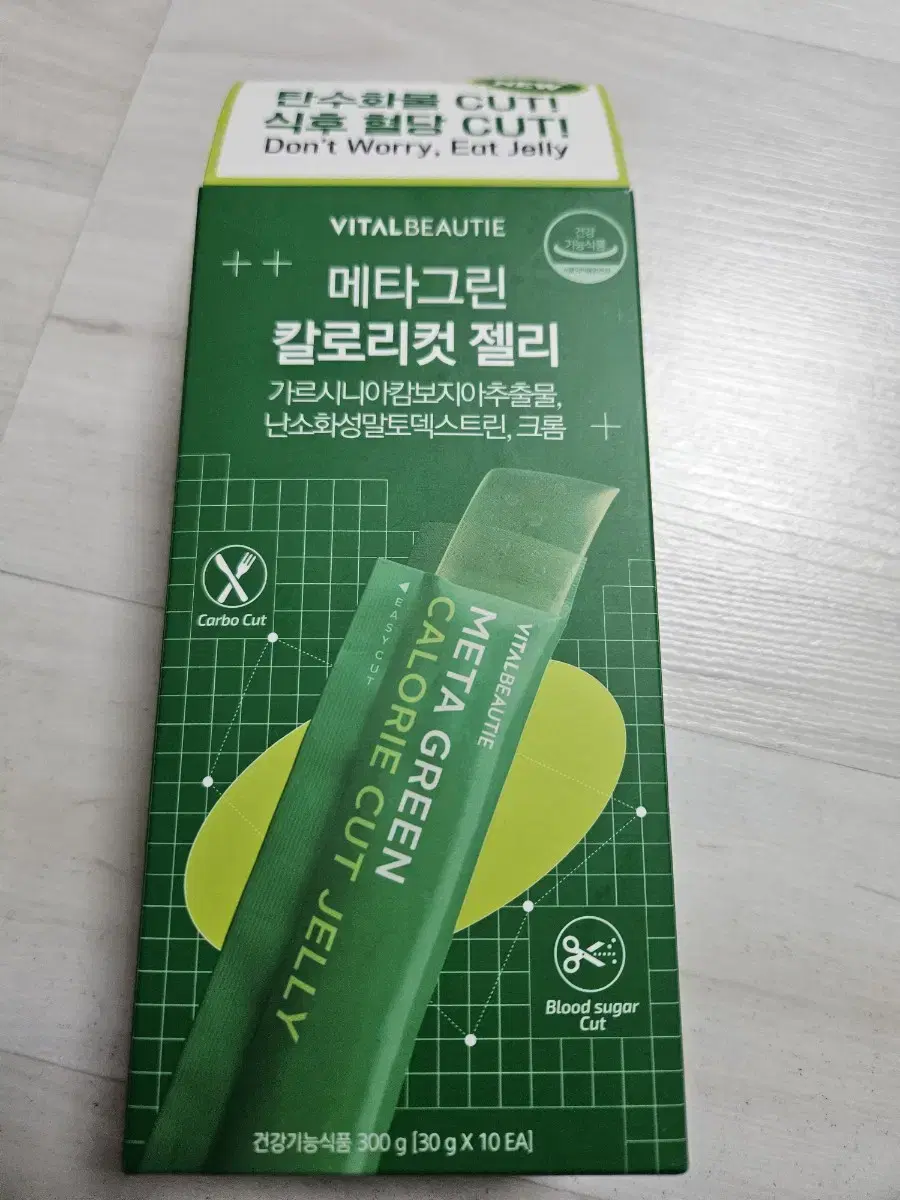 NEW
탄수화물 CUT!
식후 혈당 CUT!
Don't Worry, Eat Jelly
VITALBEAUTIE
건강
기능식품
메타그린
칼로리컷 젤리
가르시니아캄보지아추출물,
난소화성말토덱스트린, 크롬
Carbo Cut
EASY CUT
VITALBEAUTIE
META GREEN
CALORIE CUT JELLY
Blood sugar
Cut
건강기능식품 300 g [30 g X 10 EA]